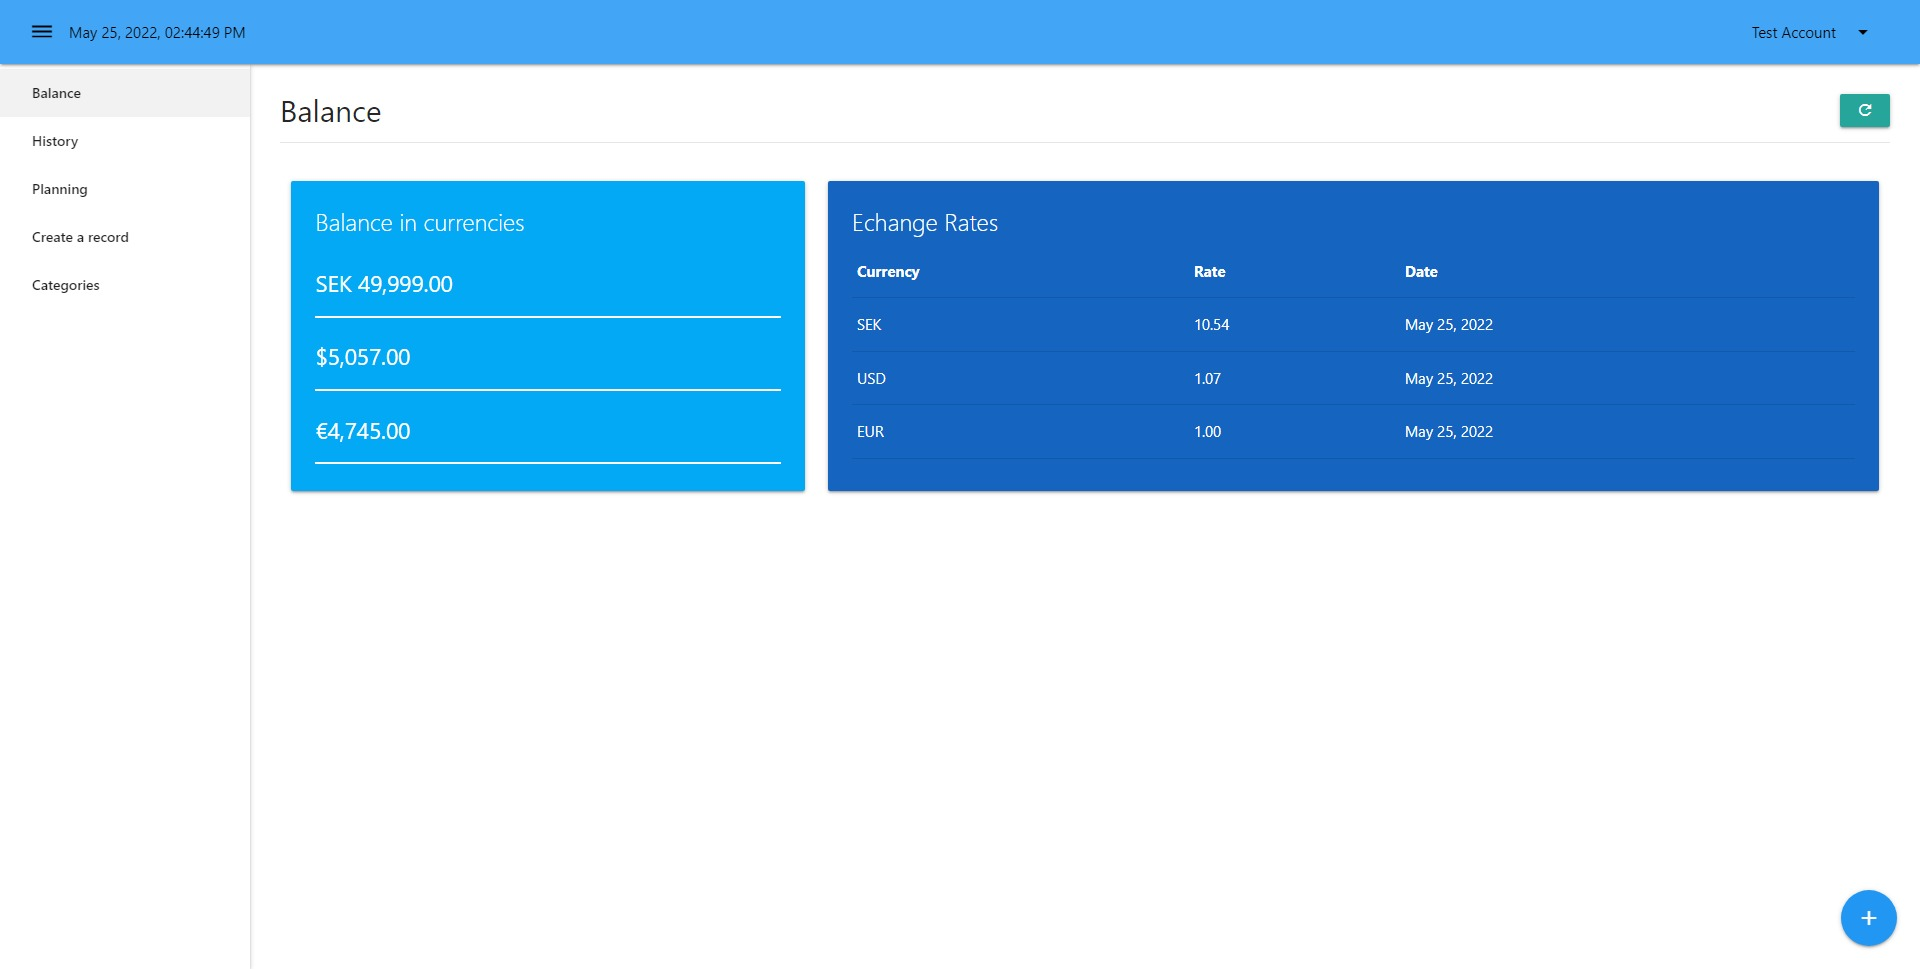 May 25, 2022, 02:44:49 PM
Test Account
Balance
History
Planning
Create a record
Categories
Balance
Balance in currencies
SEK 49,999.00
$5,057.00
€4,745.00
Echange Rates
Currency Rate Date
SEK 10.54 May 25, 2022
USD 1.07 May 25, 2022
EUR 1.00 May 25, 2022